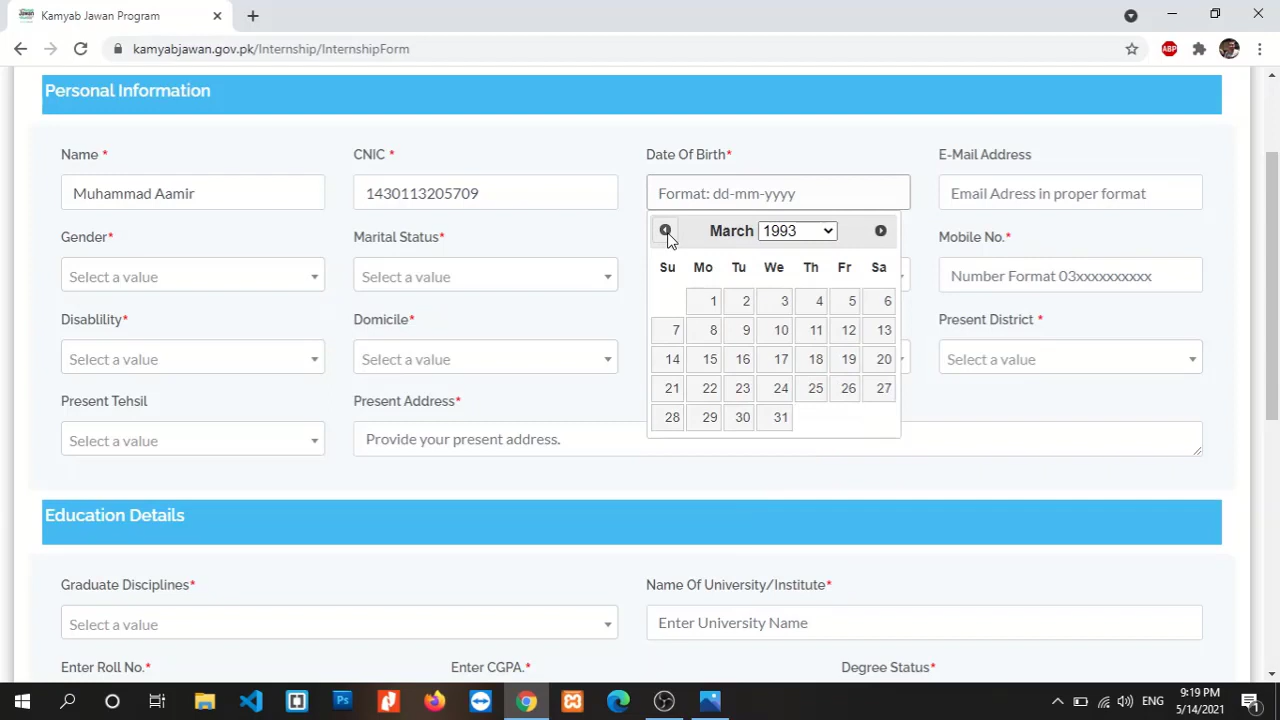 Kamyab Jawan Program
kamyabjawan.gov.pk/Internship/InternshipForm
ABP
Personal Information
Name *
CNIC *
Date Of Birth*
E-Mail Address
Muhammad Aamir
1430113205709
Format: dd-mm-yyyy
Email Adress in proper format
Gender*
Marital Status*
March 1993
Mobile No.*
Select a value
Select a value
Su Mo Tu We Th Fr Sa
Number Format 03xxxxxxxxxx
1 2 3 4 5 6
Disablility*
Domicile*
7 8 9 10 11 12 13
Present District *
Select a value
Select a value
14 15 16 17 18 19 20
Select a value
21 22 23 24 25 26 27
Present Tehsil
Present Address*
28 29 30 31
Select a value
Provide your present address.
Education Details
Graduate Disciplines*
Name Of University/Institute*
Select a value
Enter University Name
Enter Roll No.*
Enter CGPA.*
Degree Status*
Ps
ENG
9:19 PM
5/14/2021
1